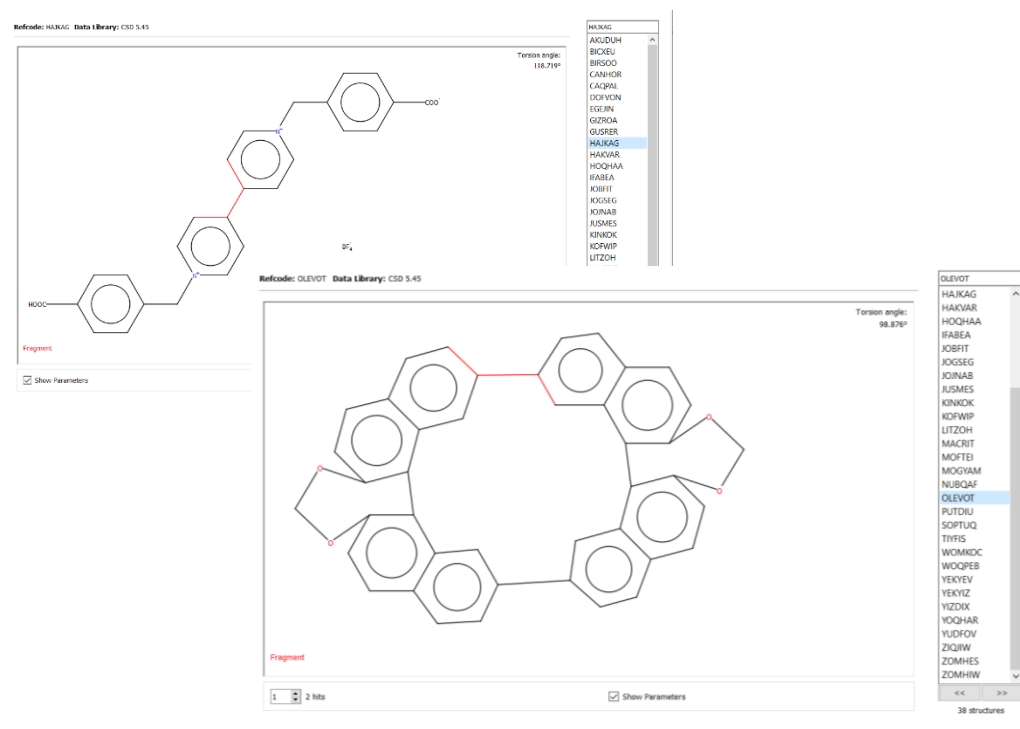 Refcode: HAJKAG Data Library: CSD 5.45
Torsion angle:
118.719°
COO-
N+
BF4-
N+
HOOC
Fragment
Show Parameters
HAJKAG
AKUDUH
BICXEU
BIRSOO
CANHOR
CAQPAL
DOFVON
EGEJIN
GIZROA
GUSRER
HAJKAG
HAKVAR
HOQHAA
IFABEA
JOBFIT
JOGSEG
JOJNAB
JUSMES
KINKOK
KOFWIP
LITZOH
Refcode: OLEVOT Data Library: CSD 5.45
Torsion angle:
98.876°
O
O
O
O
Fragment
1 2 hits
Show Parameters
OLEVOT
HAJKAG
HAKVAR
HOQHAA
IFABEA
JOBFIT
JOGSEG
JOJNAB
JUSMES
KINKOK
KOFWIP
LITZOH
MACRIT
MOFTEI
MOGYAM
NUBQAF
OLEVOT
PUTDIU
SOPTUQ
TIYFIS
WOMKOC
WOQPEB
YEKYEV
YEKYIZ
YIZDIX
YOQHAR
YUDFOV
ZIQJIW
ZOMHES
ZOMHIW
<< >>
38 structures